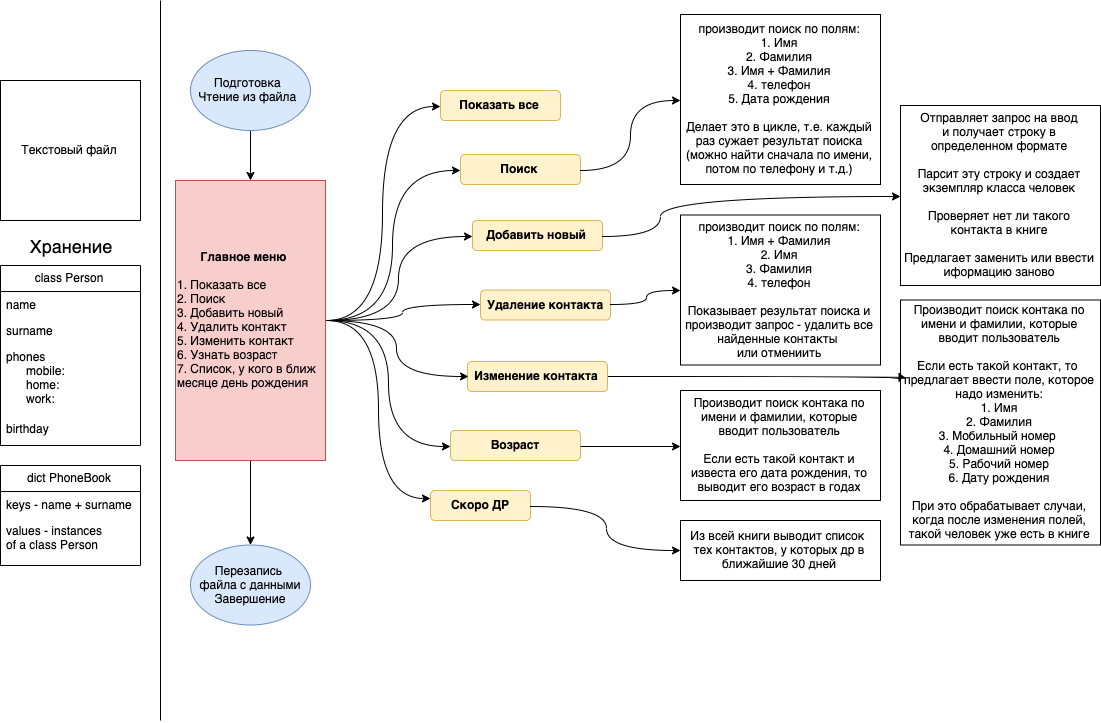 Текстовый файл
Хранение
class Person
name
surname
phones
mobile:
home:
work:
birthday
dict PhoneBook
keys - name + surname
values - instances
of a class Person
Подготовка
Чтение из файла
Главное меню
1. Показать все
2. Поиск
3. Добавить новый
4. Удалить контакт
5. Изменить контакт
6. Узнать возраст
7. Список, у кого в ближ
месяце день рождения
Перезапись
файла с данными
Завершение
Показать все
Поиск
Добавить новый
Удаление контакта
Изменение контакта
Возраст
Скоро ДР
производит поиск по полям:
1. Имя
2. Фамилия
3. Имя + Фамилия
4. телефон
5. Дата рождения
Делает это в цикле, т.е. каждый
раз сужает результат поиска
(можно найти сначала по имени,
потом по телефону и т.д.)
производит поиск по полям:
1. Имя + Фамилия
2. Имя
3. Фамилия
4. телефон
Показывает результат поиска и
производит запрос - удалить все
найденные контакты
или отмениить
Производит поиск контака по
имени и фамилии, которые
вводит пользователь
Если есть такой контакт и
известа его дата рождения, то
выводит его возраст в годах
Из всей книги выводит список
тех контактов, у которых др в
ближайшие 30 дней
Отправляет запрос на ввод
и получает строку в
определенном формате
Парсит эту строку и создает
экземпляр класса человек
Проверяет нет ли такого
контакта в книге
Предлагает заменить или ввести
иформацию заново
Производит поиск контака по
имени и фамилии, которые
вводит пользователь
Если есть такой контакт, то
предлагает ввести поле, которое
надо изменить:
1. Имя
2. Фамилия
3. Мобильный номер
4. Домашний номер
5. Рабочий номер
6. Дату рождения
При это обрабатывает случаи,
когда после изменения полей,
такой человек уже есть в книге